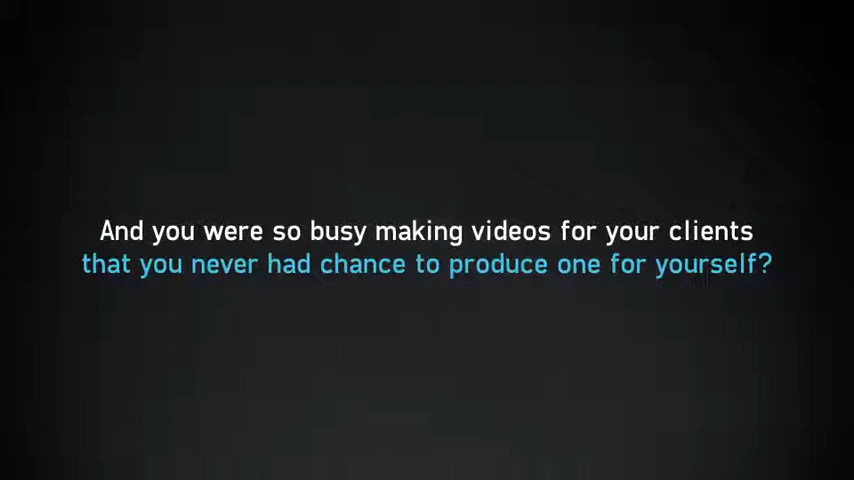 And you were so busy making videos for your clients
that you never had chance to produce one for yourself?